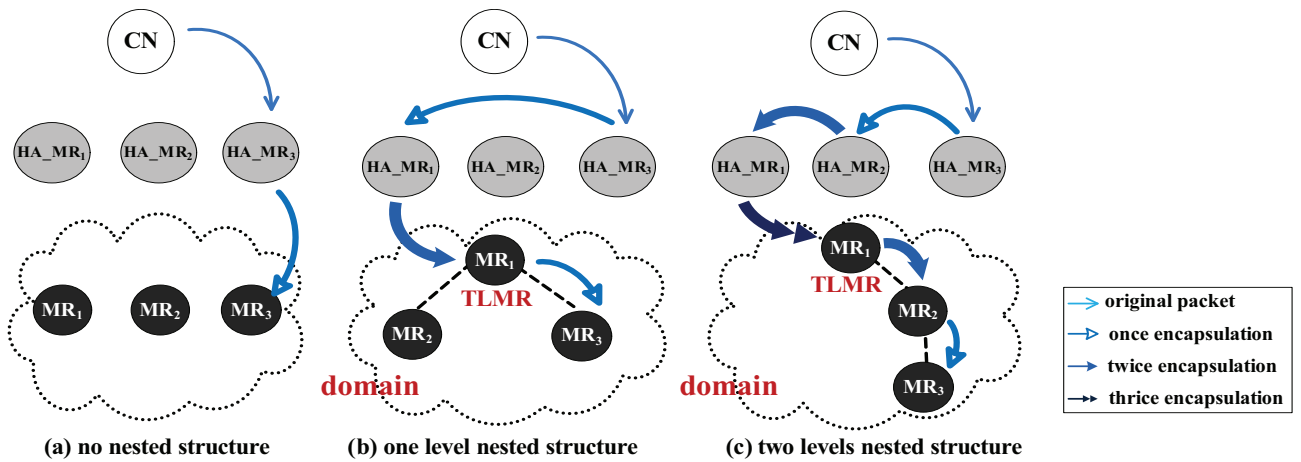 CN
HA_MR₁
HA_MR₂
HA_MR₃
MR₁
MR₂
MR₃
(a) no nested structure
CN
HA_MR₁
HA_MR₂
HA_MR₃
MR₁
TLMR
MR₂
MR₃
domain
(b) one level nested structure
CN
HA_MR₁
HA_MR₂
HA_MR₃
MR₁
TLMR
MR₂
MR₃
domain
(c) two levels nested structure
original packet
once encapsulation
twice encapsulation
thrice encapsulation